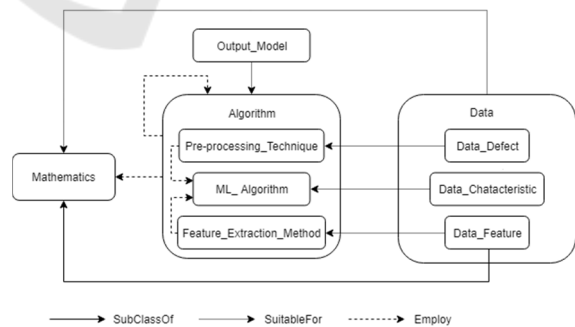 Output_Model
Algorithm
Data
Pre-processing_Technique
Data_Defect
Mathematics
ML_ Algorithm
Data_Chatacteristic
Feature_Extraction_Method
Data_Feature
SubClassOf
SuitableFor
Employ